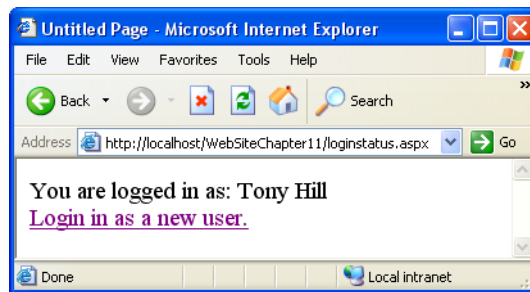 Untitled Page - Microsoft Internet Explorer
File Edit View Favorites Tools Help
Back Search
Address http://localhost/WebSiteChapter11/loginstatus.aspx Go
You are logged in as: Tony Hill
Login in as a new user.
Done Local intranet